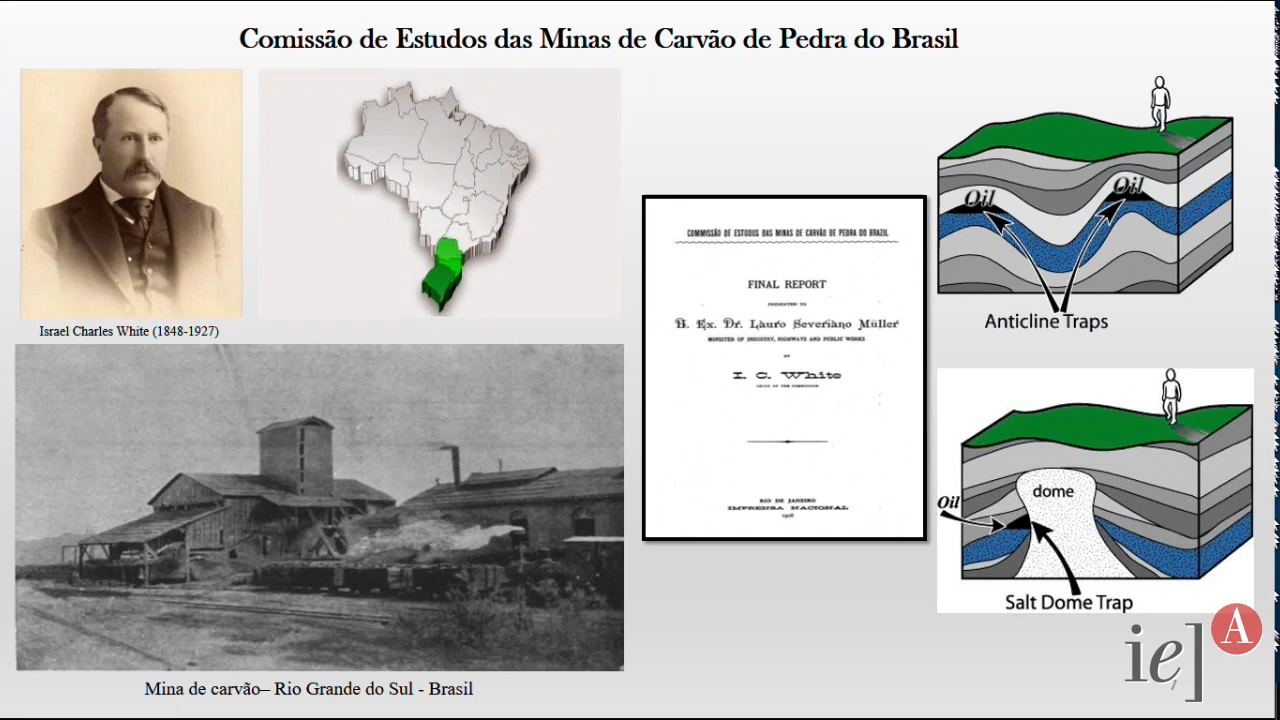 Comissão de Estudos das Minas de Carvão de Pedra do Brasil
Israel Charles White (1848-1927)
Mina de carvão– Rio Grande do Sul - Brasil
COMMISSÃO DE ESTUDOS DAS MINAS DE CARVÃO DE PEDRA DO BRAZIL
FINAL REPORT
PRESENTED TO
H. Ex. Dr. Lauro Severiano Müller
MINISTER OF INDUSTRY, HIGHWAYS AND PUBLIC WORKS
BY
I. C. White
CHIEF OF THE COMMISSION
RIO DE JANEIRO
IMPRENSA NACIONAL
Oil
Oil
Anticline Traps
dome
Oil
Salt Dome Trap
ie]
A